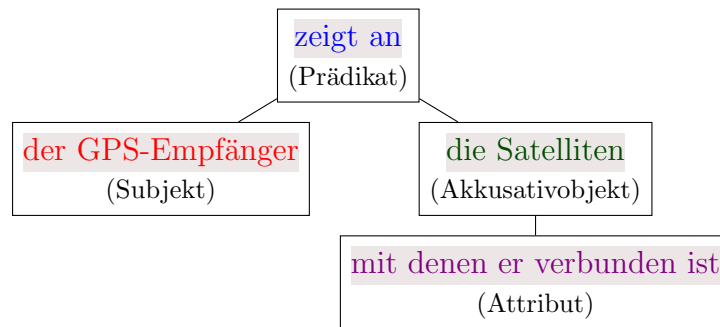 zeigt an
(Prädikat)
der GPS-Empfänger
(Subjekt)
die Satelliten
(Akkusativobjekt)
mit denen er verbunden ist
(Attribut)